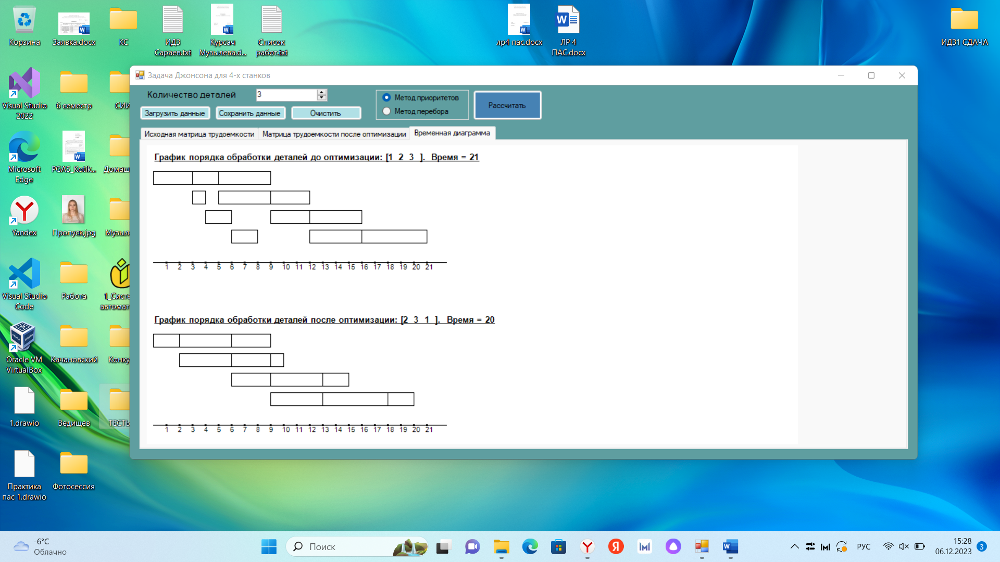 Корзина
Заявка.docx
КС
ИДЗ
Сараев.txt
Курсач
Музылева.d...
Список
работ.txt
лр4 пас.docx
ЛР 4
ПАС.docx
ИДЗ1 СДАЧА
Visual Studio
2022
6 семестр
СИИ
Microsoft
Edge
PGAS_Kotik...
Домаш
Yandex
Пропуск.jpg
Музыл
Visual Studio
Code
Работа
1_Систе
автомат
Oracle VM
VirtualBox
Качановский
Конку
1.drawio
Ведищев
ТЕСТЬ
Практика
пас 1.drawio
Фотосессия
Задача Джонсона для 4-х станков
Количество деталей
3
Загрузить данные
Сохранить данные
Очистить
Метод приоритетов
Метод перебора
Рассчитать
Исходная матрица трудоемкости
Матрица трудоемкости после оптимизации
Временная диаграмма
График порядка обработки деталей до оптимизации: [1 2 3 ]. Время = 21
1 2 3 4 5 6 7 8 9 10 11 12 13 14 15 16 17 18 19 20 21
График порядка обработки деталей после оптимизации: [2 3 1 ]. Время = 20
1 2 3 4 5 6 7 8 9 10 11 12 13 14 15 16 17 18 19 20 21
-6°C
Облачно
Поиск
РУС
15:28
06.12.2023
3